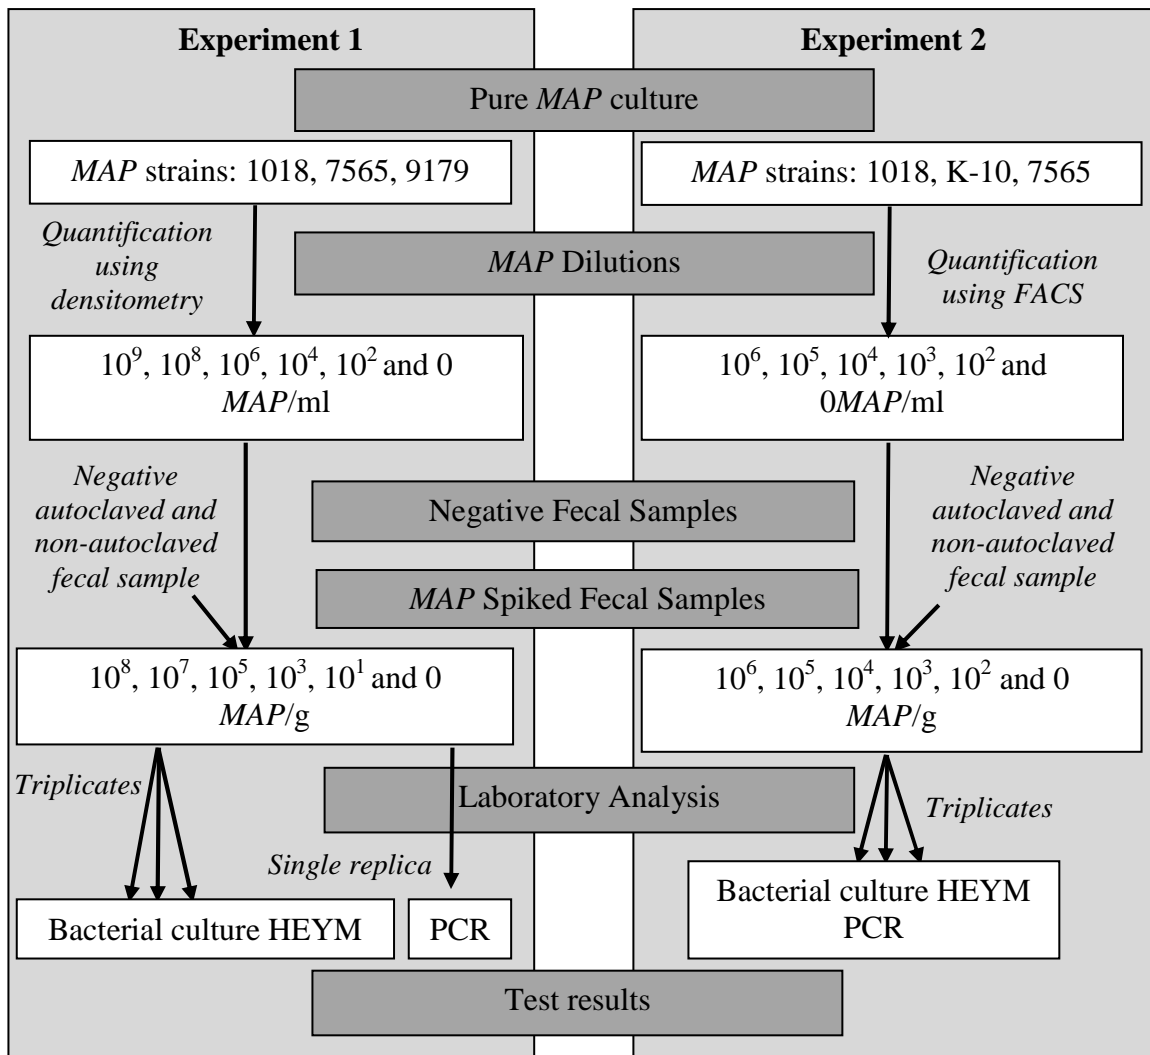 Experiment 1
Experiment 2
Pure MAP culture
MAP strains: 1018, 7565, 9179
MAP strains: 1018, K-10, 7565
Quantification
using
densitometry
MAP Dilutions
Quantification
using FACS
10⁹, 10⁸, 10⁶, 10⁴, 10² and 0
MAP/ml
10⁶, 10⁵, 10⁴, 10³, 10² and
0MAP/ml
Negative
autoclaved and
non-autoclaved
fecal sample
Negative Fecal Samples
Negative
autoclaved and
non-autoclaved
fecal sample
MAP Spiked Fecal Samples
10⁸, 10⁷, 10⁵, 10³, 10¹ and 0
MAP/g
10⁶, 10⁵, 10⁴, 10³, 10² and 0
MAP/g
Triplicates
Laboratory Analysis
Triplicates
Single replica
Bacterial culture HEYM
PCR
Bacterial culture HEYM
PCR
Test results